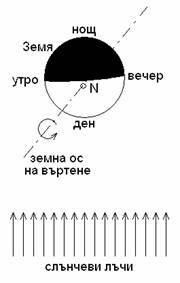 нощ
Земя
утро
вечер
N
ден
земна ос
на въртене
слънчеви лъчи